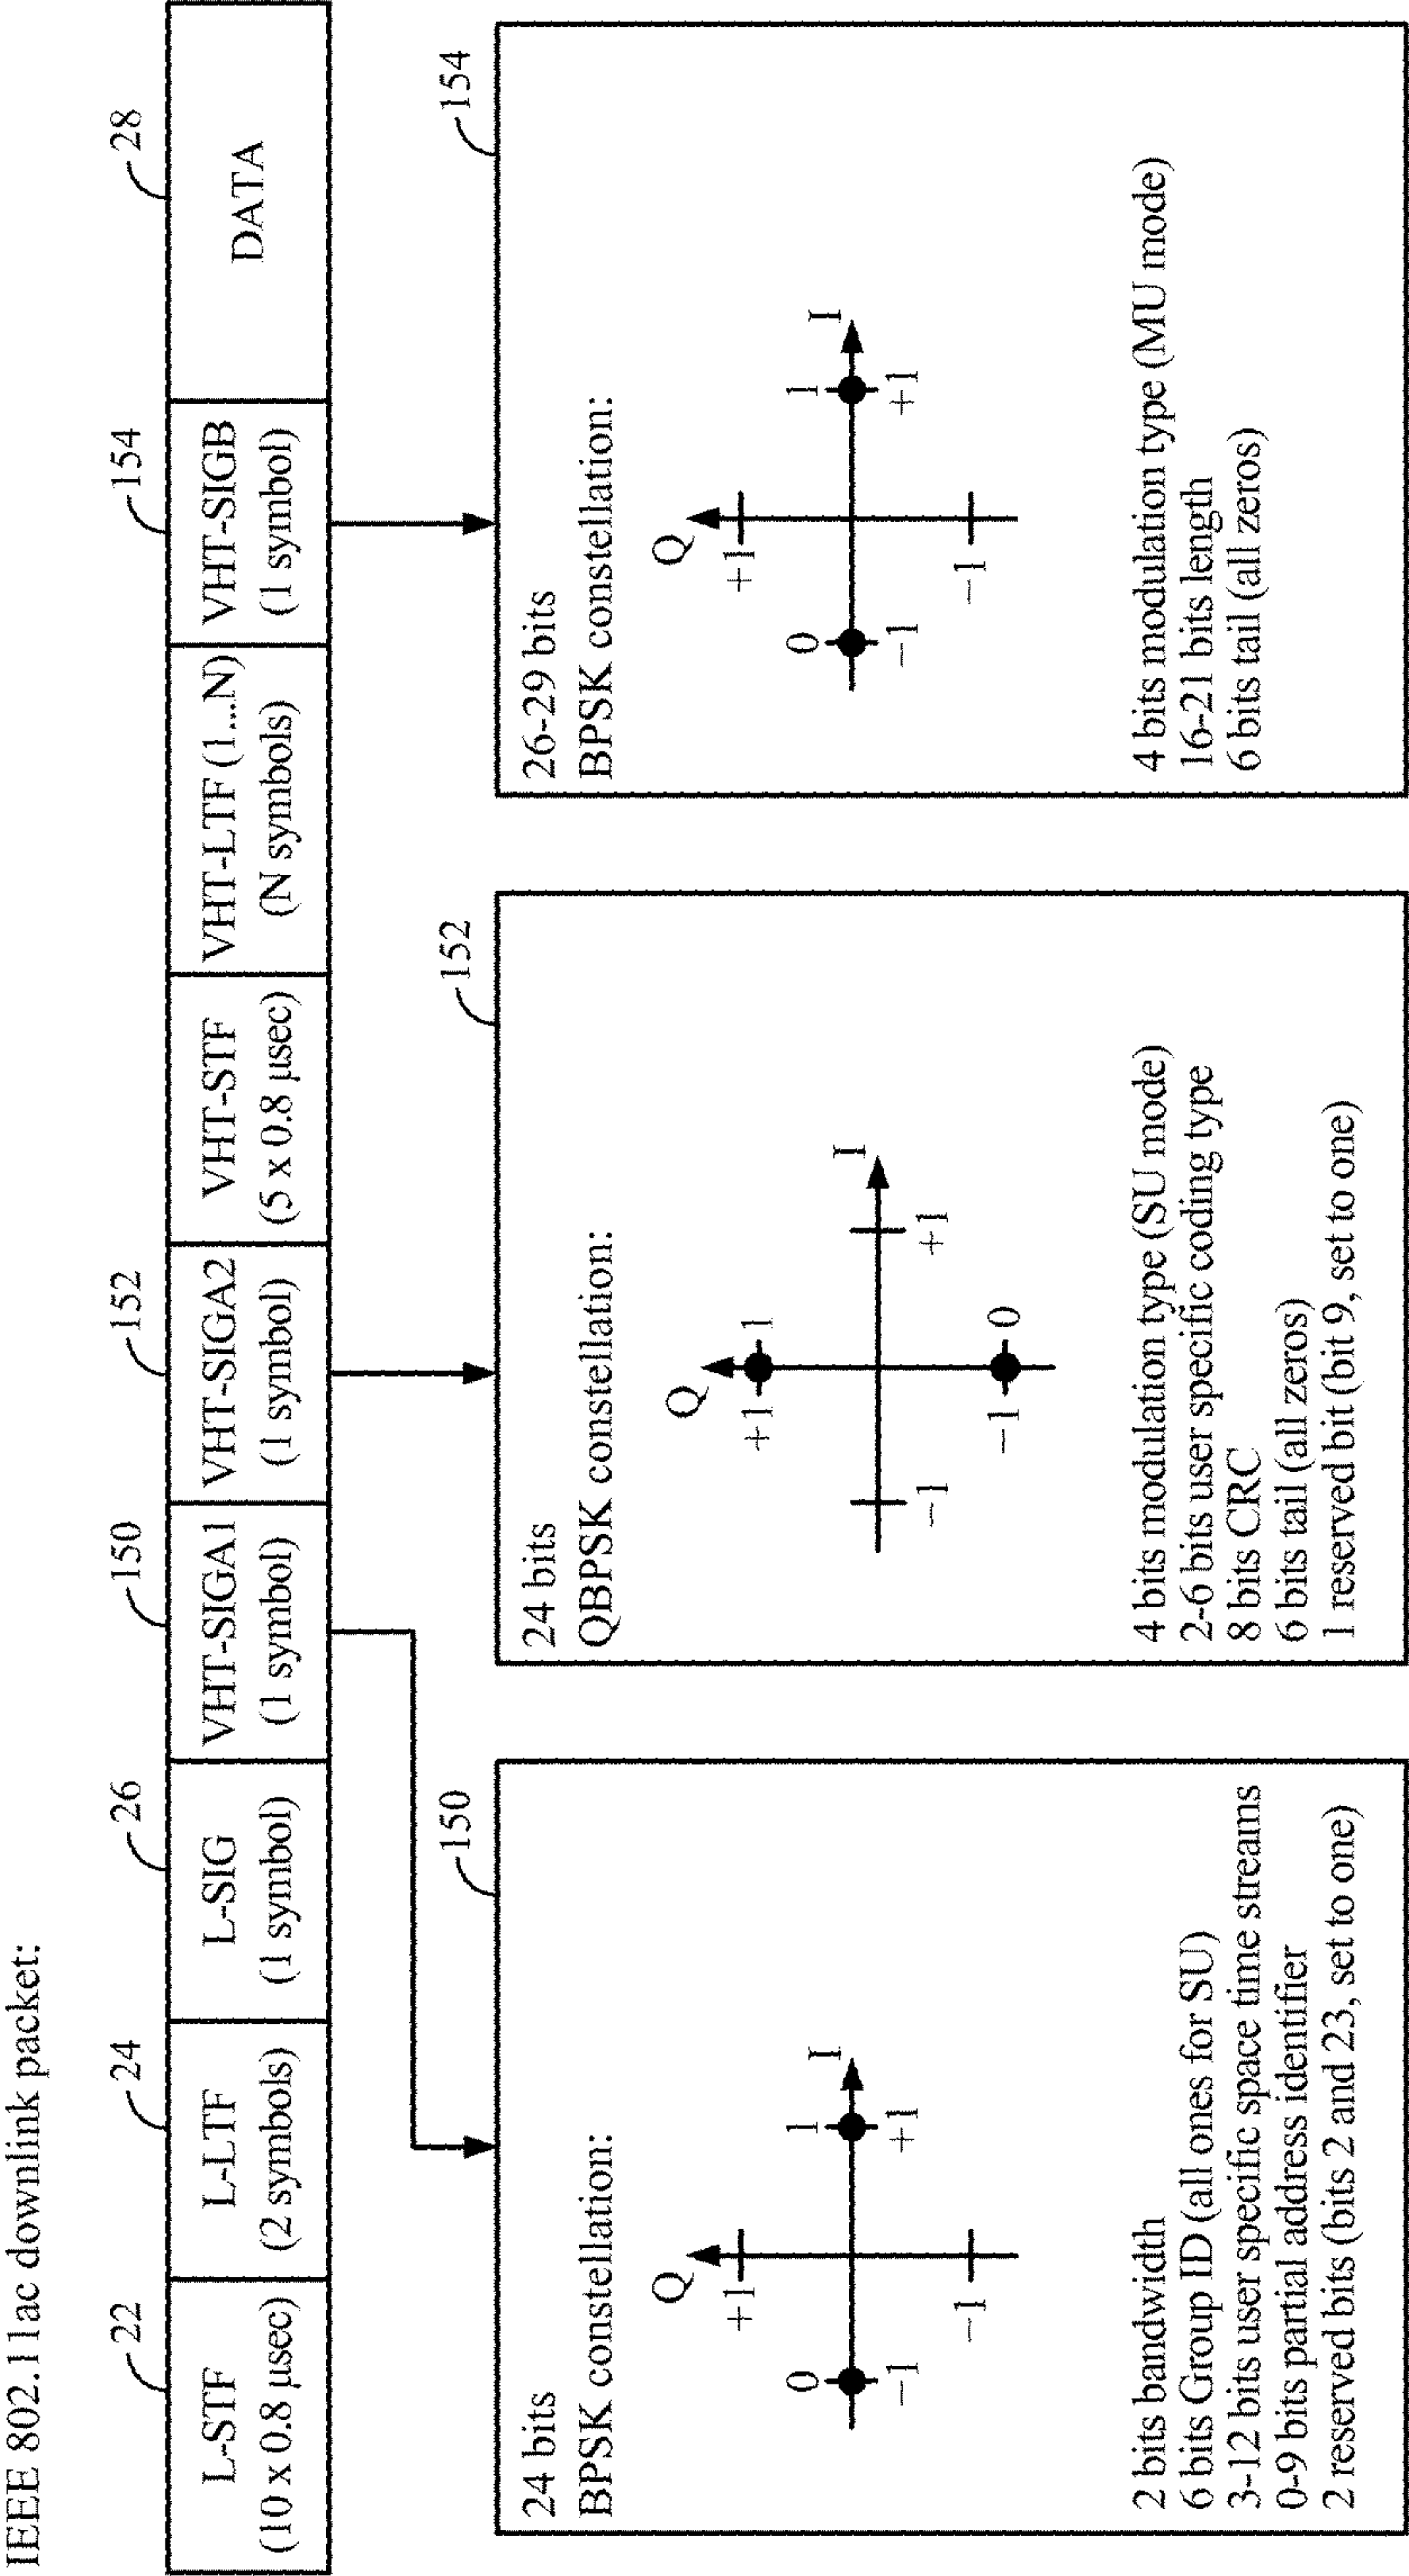 IEEE 802.11ac downlink packet:
22
24
26
150
152
154
28
L-STF
(10 x 0.8 μsec)
L-LTF
(2 symbols)
L-SIG
(1 symbol)
VHT-SIGA1
(1 symbol)
VHT-SIGA2
(1 symbol)
VHT-STF
(5 x 0.8 μsec)
VHT-LTF (1...N)
(N symbols)
VHT-SIGB
(1 symbol)
DATA
150
24 bits
BPSK constellation:
Q
+1
0
1
I
−1
+1
−1
2 bits bandwidth
6 bits Group ID (all ones for SU)
3-12 bits user specific space time streams
0-9 bits partial address identifier
2 reserved bits (bits 2 and 23, set to one)
152
24 bits
QBPSK constellation:
Q
+1
1
I
−1
+1
−1
0
4 bits modulation type (SU mode)
2-6 bits user specific coding type
8 bits CRC
6 bits tail (all zeros)
1 reserved bit (bit 9, set to one)
154
26-29 bits
BPSK constellation:
Q
+1
0
1
I
−1
+1
−1
4 bits modulation type (MU mode)
16-21 bits length
6 bits tail (all zeros)